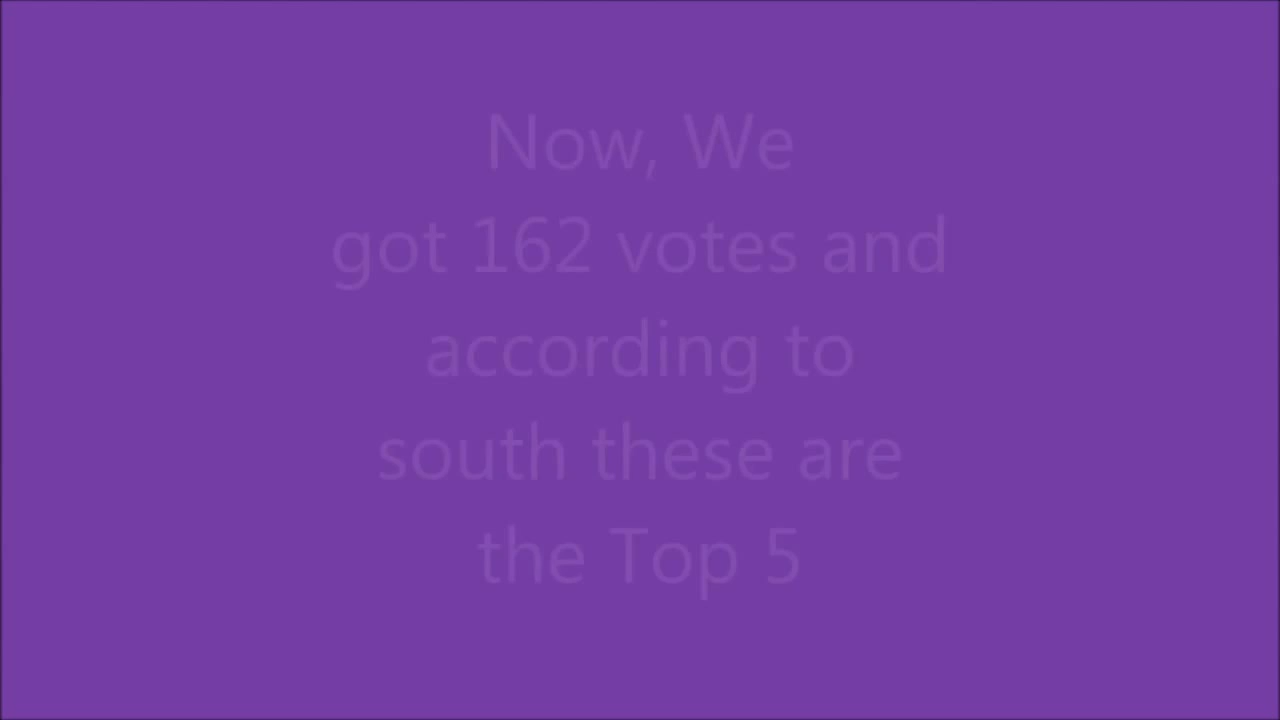 Now, We
got 162 votes and
according to
south these are
the Top 5